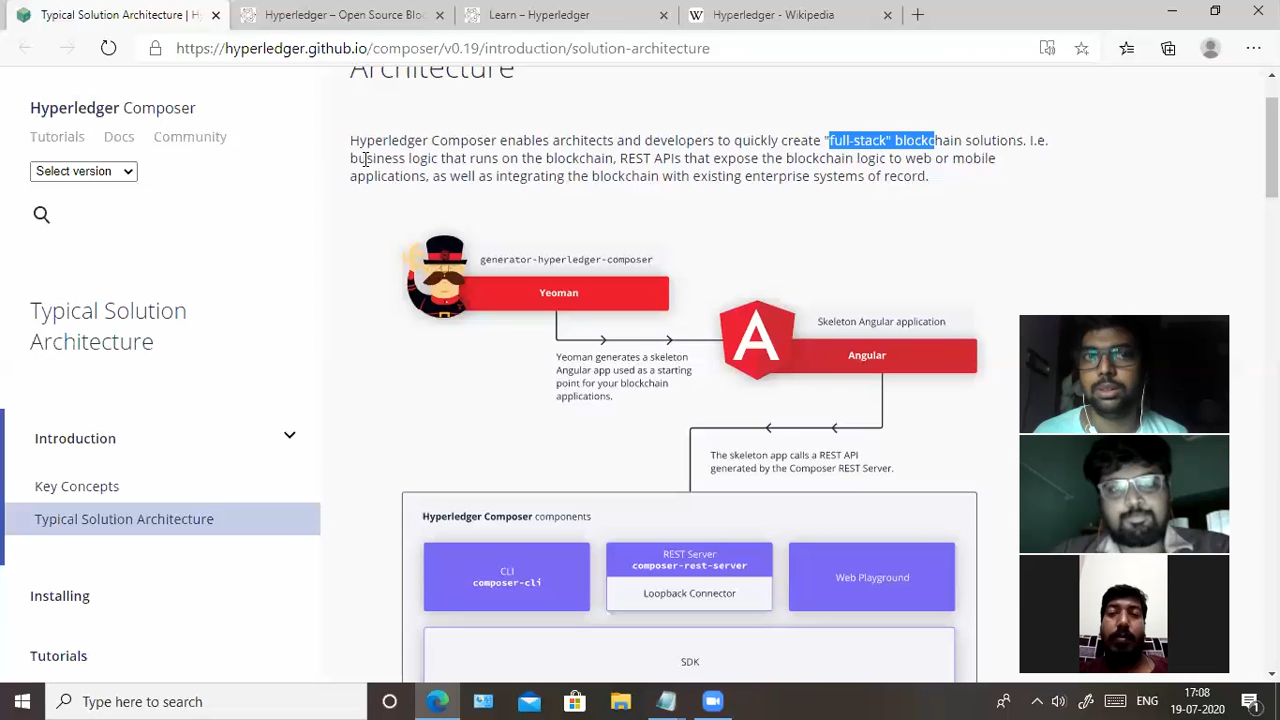 Typical Solution Architecture | H
Hyperledger – Open Source Bloc
Learn – Hyperledger
Hyperledger - Wikipedia
https://hyperledger.github.io/composer/v0.19/introduction/solution-architecture
Hyperledger Composer
Tutorials Docs Community
Select version
Typical Solution
Architecture
Introduction
Key Concepts
Typical Solution Architecture
Installing
Tutorials
Architecture
Hyperledger Composer enables architects and developers to quickly create "full-stack" blockchain solutions. I.e.
business logic that runs on the blockchain, REST APIs that expose the blockchain logic to web or mobile
applications, as well as integrating the blockchain with existing enterprise systems of record.
generator-hyperledger-composer
Yeoman
Skeleton Angular application
A
Angular
Yeoman generates a skeleton
Angular app used as a starting
point for your blockchain
applications.
The skeleton app calls a REST API
generated by the Composer REST Server.
Hyperledger Composer components
CLI
composer-cli
REST Server
composer-rest-server
Loopback Connector
Web Playground
SDK
Type here to search
ENG
17:08
19-07-2020